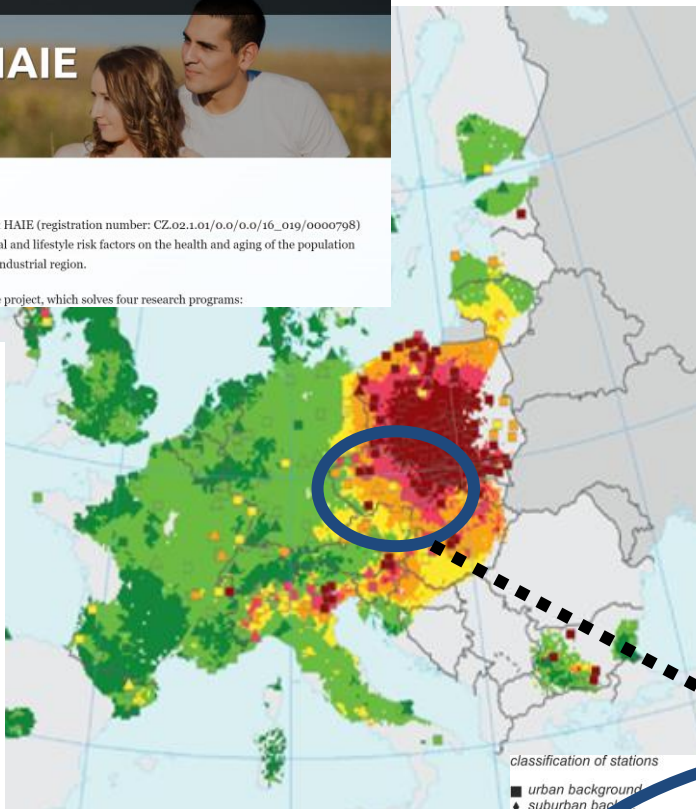 HAIE
HAIE (registration number: CZ.02.1.01/0.0/0.0/16_019/0000798)
al and lifestyle risk factors on the health and aging of the population
ndustrial region.
project, which solves four research programs:
classification of stations
urban background
suburban back